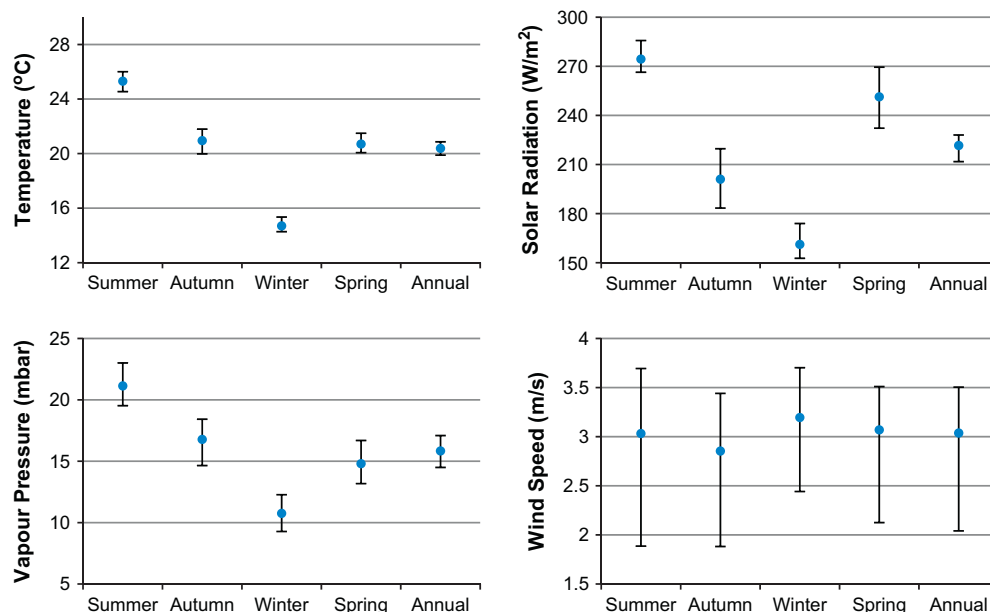 Temperature (°C)
28
24
20
16
12
Summer Autumn Winter Spring Annual
Solar Radiation (W/m²)
300
270
240
210
180
150
Summer Autumn Winter Spring Annual
Vapour Pressure (mbar)
25
20
15
10
5
Summer Autumn Winter Spring Annual
Wind Speed (m/s)
4
3.5
3
2.5
2
1.5
Summer Autumn Winter Spring Annual